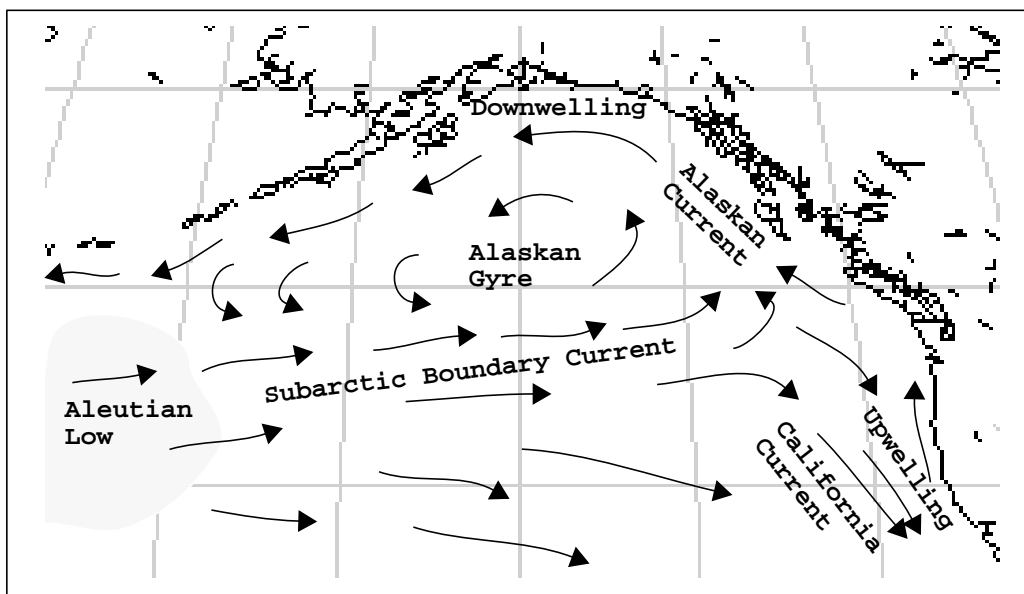 Downwelling
Alaskan
Current
Alaskan
Gyre
Subarctic Boundary Current
Aleutian
Low
California
Current
Upwelling